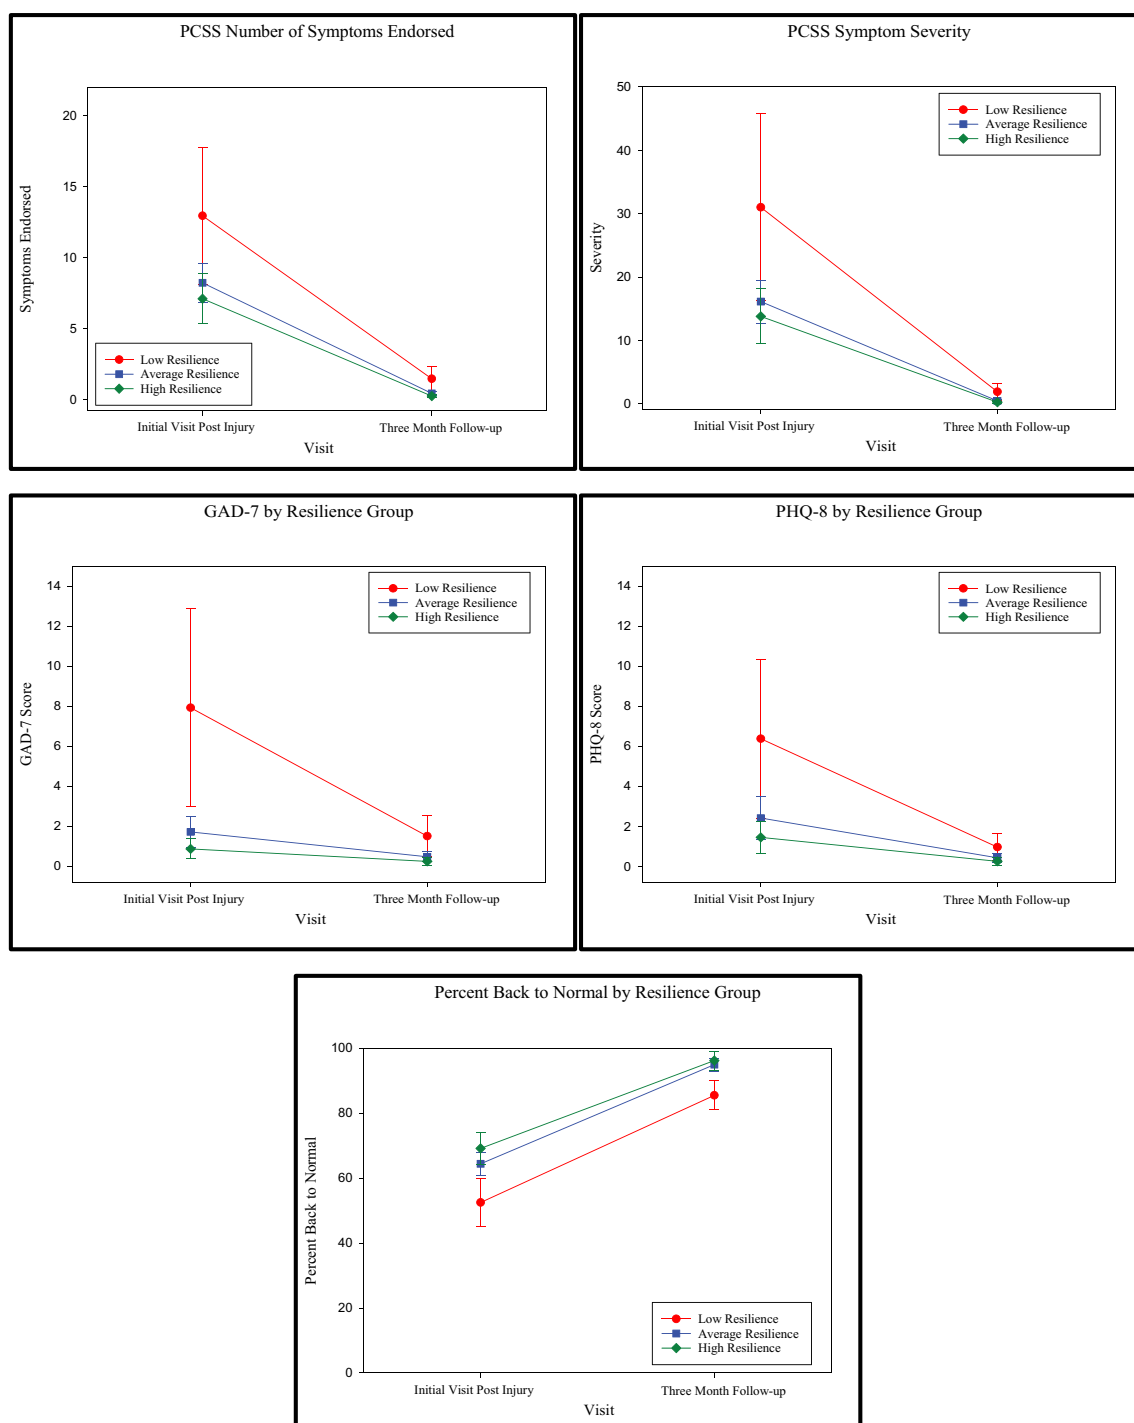 PCSS Number of Symptoms Endorsed
20
15
10
5
0
Symptoms Endorsed
Low Resilience
Average Resilience
High Resilience
Initial Visit Post Injury
Three Month Follow-up
Visit
PCSS Symptom Severity
50
40
30
20
10
0
Severity
Low Resilience
Average Resilience
High Resilience
Initial Visit Post Injury
Three Month Follow-up
Visit
GAD-7 by Resilience Group
14
12
10
8
6
4
2
0
GAD-7 Score
Low Resilience
Average Resilience
High Resilience
Initial Visit Post Injury
Three Month Follow-up
Visit
PHQ-8 by Resilience Group
14
12
10
8
6
4
2
0
PHQ-8 Score
Low Resilience
Average Resilience
High Resilience
Initial Visit Post Injury
Three Month Follow-up
Visit
Percent Back to Normal by Resilience Group
100
80
60
40
20
0
Percent Back to Normal
Low Resilience
Average Resilience
High Resilience
Initial Visit Post Injury
Three Month Follow-up
Visit